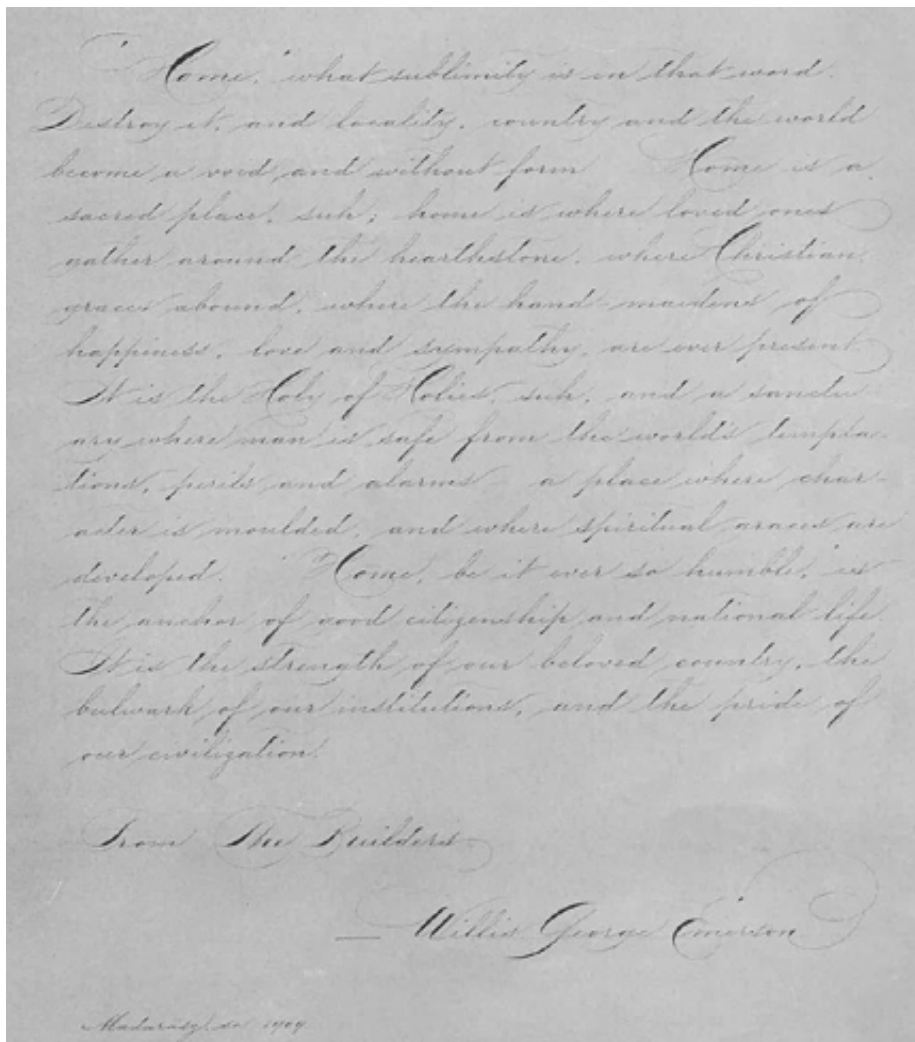 "Home," what sublimity is in that word.
Destroy it, and locality, country and the world
become a void and without form Home is a
sacred place, suh; home is where loved ones
gather around the hearthstone, where Christian
graces abound, where the hand-maidens of
happiness, love and sympathy, are ever present.
It is the Holy of Holies, suh, and a sanctu
ary where man is safe from the world's tempta-
tions, perils and alarms – a place where char-
acter is moulded, and where spiritual graces are
developed. "Home, be it ever so humble," is
the anchor of good citizenship and national life.
It is the strength of our beloved country, the
bulwark of our institutions, and the pride of
our civilization."
From The Builders
— Willis George Emerson
Madarasz 1909